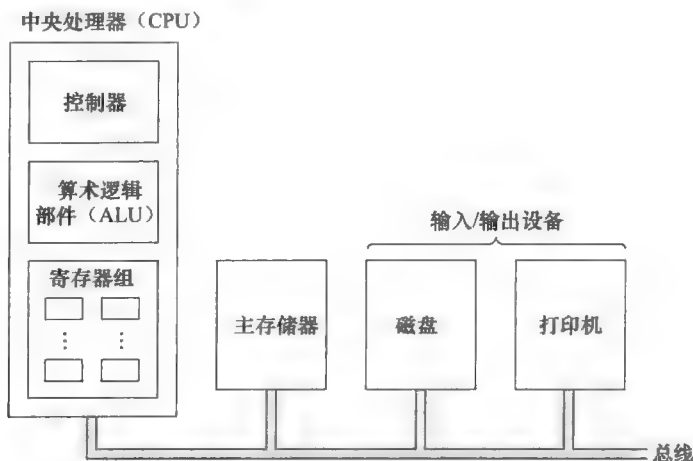 中央处理器（CPU）
控制器
算术逻辑
部件（ALU）
寄存器组
输入/输出设备
主存储器
磁盘
打印机
总线